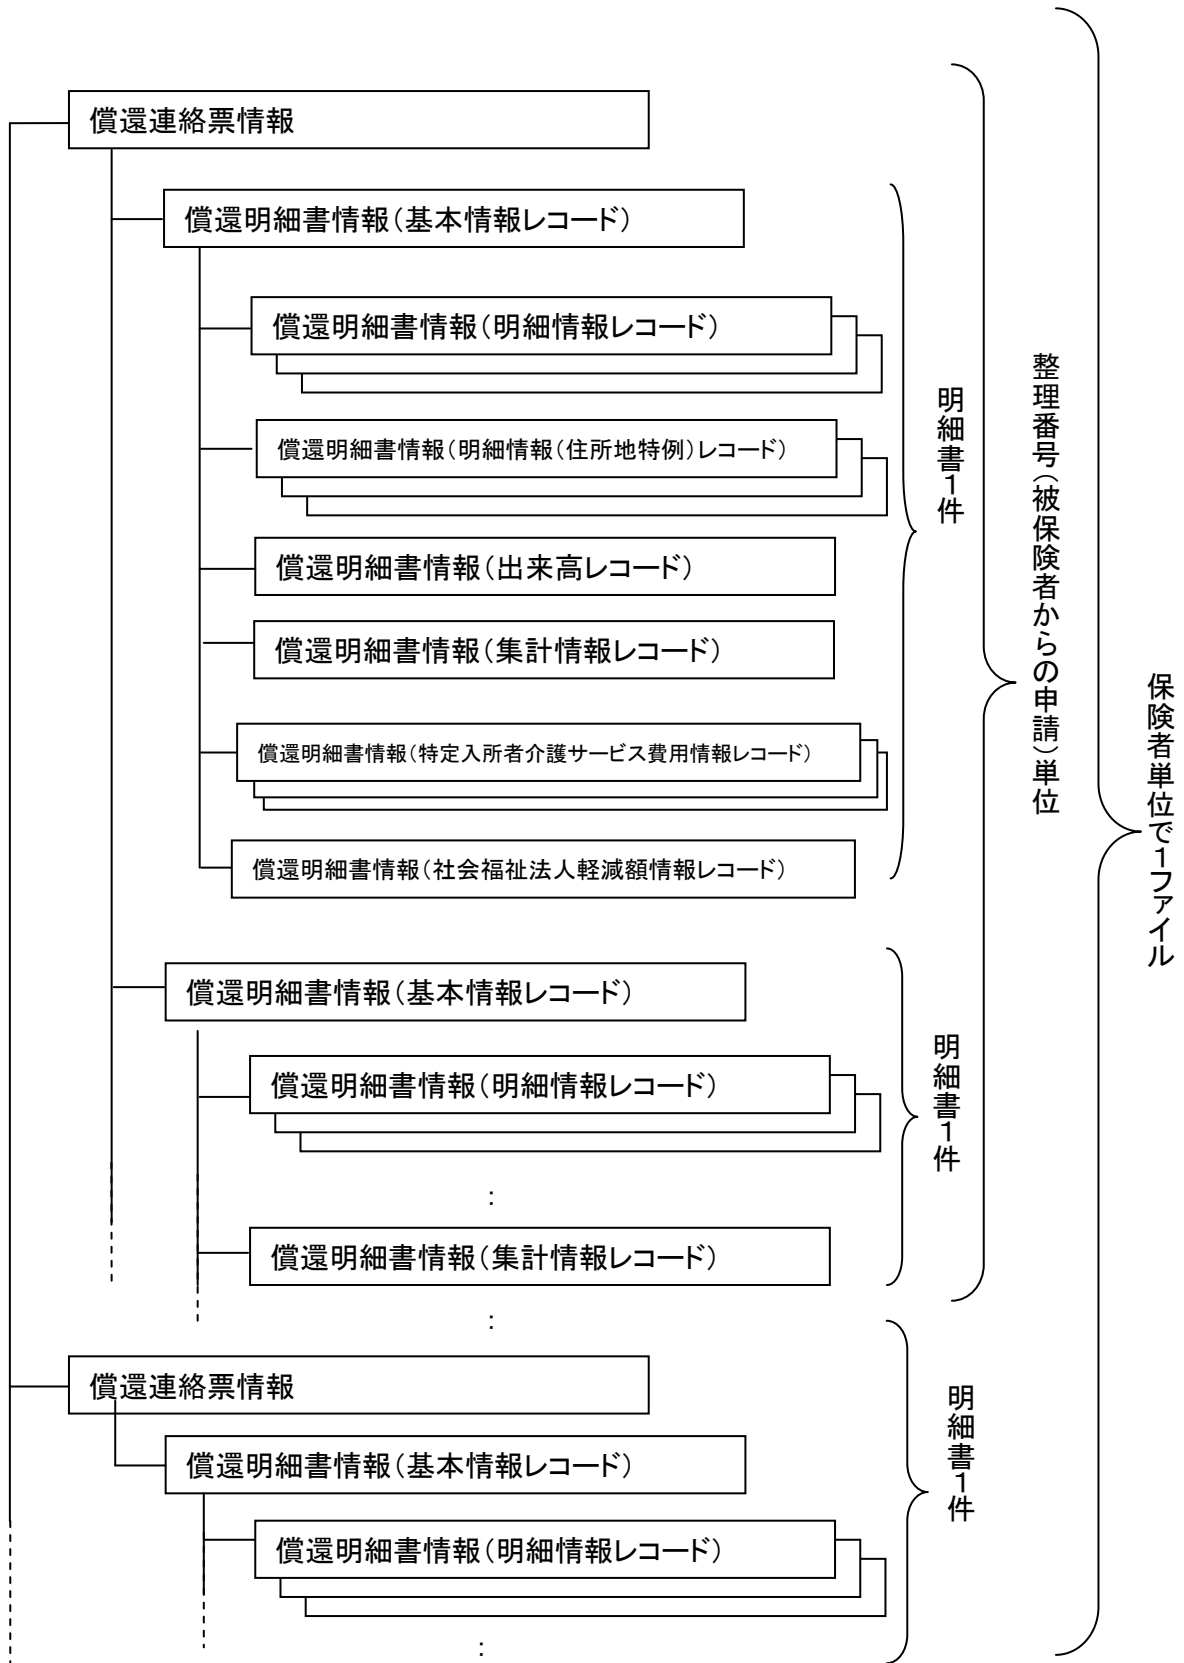 償還連絡票情報
償還明細書情報（基本情報レコード）
償還明細書情報（明細情報レコード）
償還明細書情報（明細情報（住所地特例）レコード）
償還明細書情報（出来高レコード）
償還明細書情報（集計情報レコード）
償還明細書情報（特定入所者介護サービス費用情報レコード）
償還明細書情報（社会福祉法人軽減額情報レコード）
明細書１件
償還明細書情報（基本情報レコード）
償還明細書情報（明細情報レコード）
：
償還明細書情報（集計情報レコード）
明細書１件
：
整理番号（被保険者からの申請）単位
償還連絡票情報
償還明細書情報（基本情報レコード）
償還明細書情報（明細情報レコード）
：
明細書１件
保険者単位で１ファイル